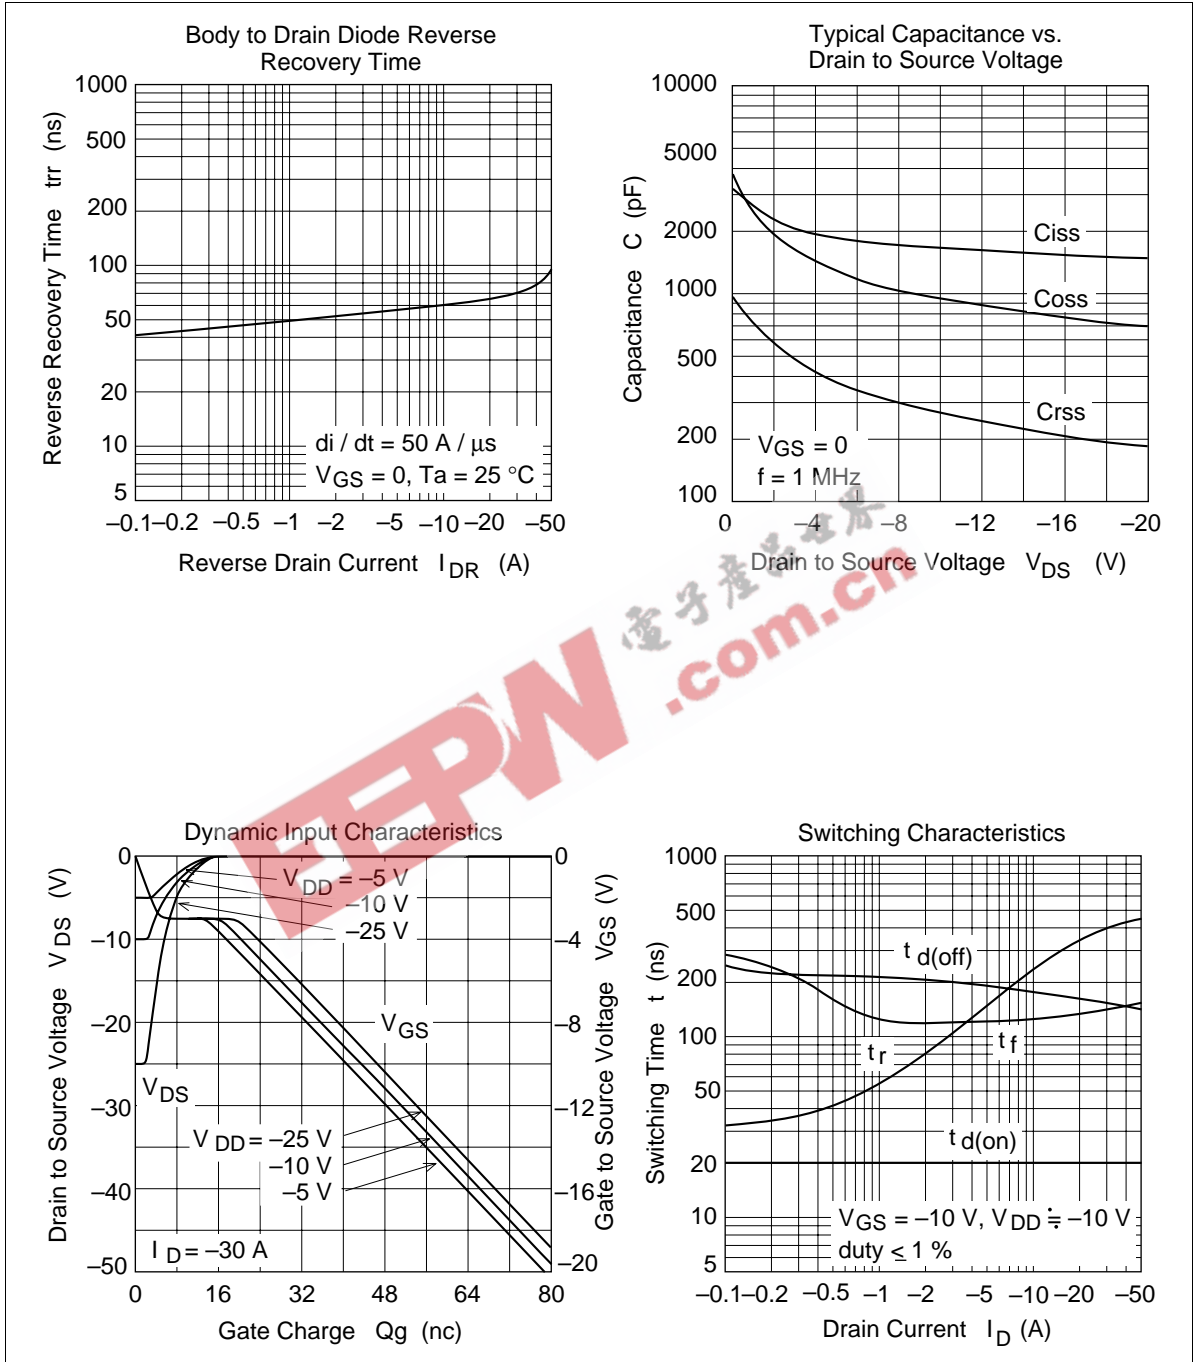 Body to Drain Diode Reverse
Recovery Time
1000
500
200
100
50
20
10
5
Reverse Recovery Time trr (ns)
di / dt = 50 A / μs
VGS = 0, Ta = 25 °C
–0.1 –0.2 –0.5 –1 –2 –5 –10 –20 –50
Reverse Drain Current IDR (A)
Typical Capacitance vs.
Drain to Source Voltage
10000
5000
2000
1000
500
200
100
Capacitance C (pF)
Ciss
Coss
Crss
VGS = 0
f = 1 MHz
0 –4 –8 –12 –16 –20
Drain to Source Voltage VDS (V)
電子產品世界
EEPW
.com.cn
Dynamic Input Characteristics
0
–10
–20
–30
–40
–50
Drain to Source Voltage VDS (V)
VDD = –5 V
–10 V
–25 V
VGS
VDS
VDD = –25 V
–10 V
–5 V
ID = –30 A
0
–4
–8
–12
–16
–20
Gate to Source Voltage VGS (V)
0 16 32 48 64 80
Gate Charge Qg (nc)
Switching Characteristics
1000
500
200
100
50
20
10
5
Switching Time t (ns)
td(off)
tr
tf
td(on)
VGS = –10 V, VDD ≒ –10 V
duty ≤ 1 %
–0.1 –0.2 –0.5 –1 –2 –5 –10 –20 –50
Drain Current ID (A)